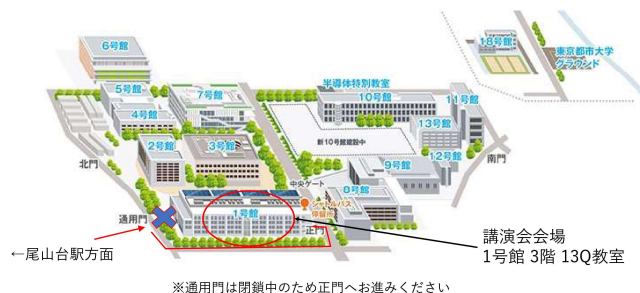 6号館
18号館
東京都市大学
グラウンド
5号館
7号館
半導体特別教室
10号館
11号館
4号館
13号館
新10号館建設中
2号館
3号館
北門
12号館
南門
9号館
中央ゲート
8号館
シャトルバス
停留所
通用門
1号館
正門
←尾山台駅方面
講演会会場
1号館 3階 13Q教室
※通用門は閉鎖中のため正門へお進みください